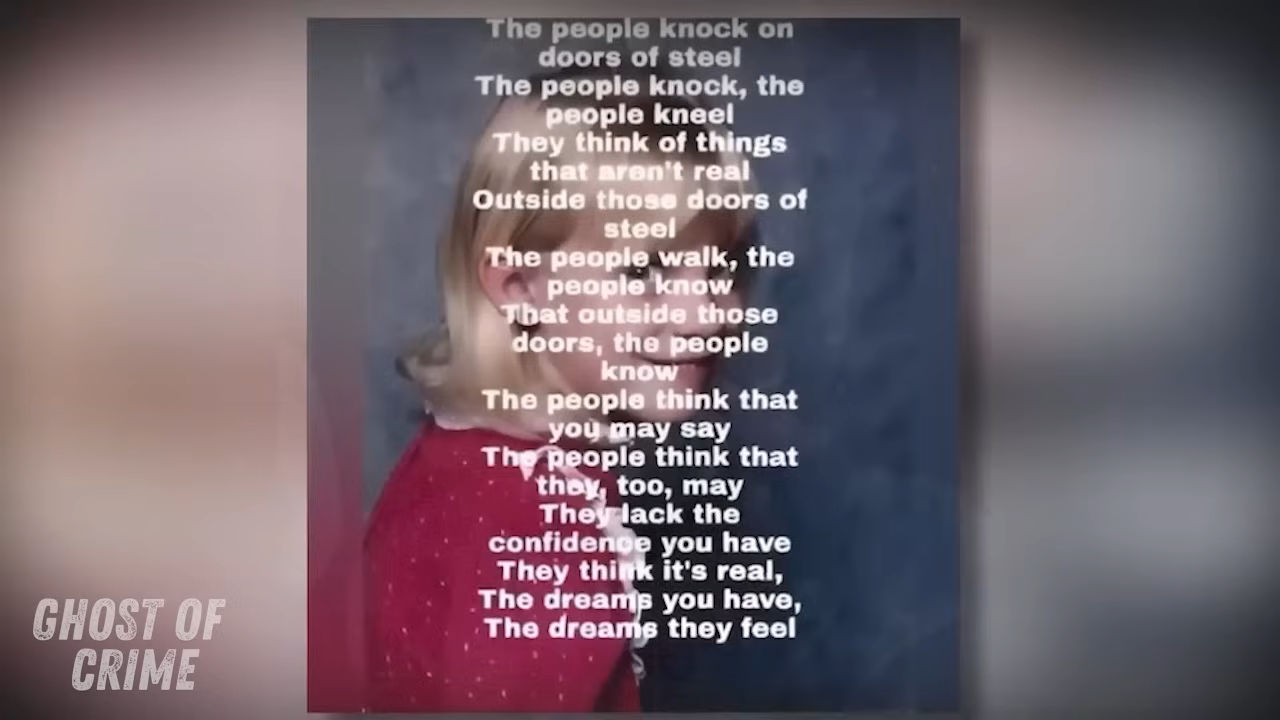 The people knock on
doors of steel
The people knock, the
people kneel
They think of things
that aren't real
Outside those doors of
steel
The people walk, the
people know
That outside those
doors, the people
know
The people think that
you may say
The people think that
they, too, may
They lack the
confidence you have
They think it's real,
The dreams you have,
The dreams they feel
GHOST OF
CRIME